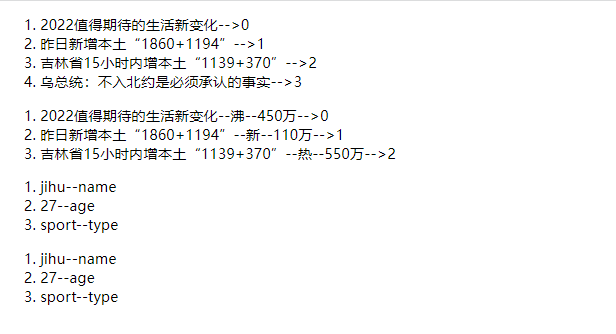 1. 2022值得期待的生活新变化-->0
2. 昨日新增本土“1860+1194”-->1
3. 吉林省15小时内增本土“1139+370”-->2
4. 乌总统：不入北约是必须承认的事实-->3
1. 2022值得期待的生活新变化--沸--450万-->0
2. 昨日新增本土“1860+1194”--新--110万-->1
3. 吉林省15小时内增本土“1139+370”--热--550万-->2
1. jihu--name
2. 27--age
3. sport--type
1. jihu--name
2. 27--age
3. sport--type